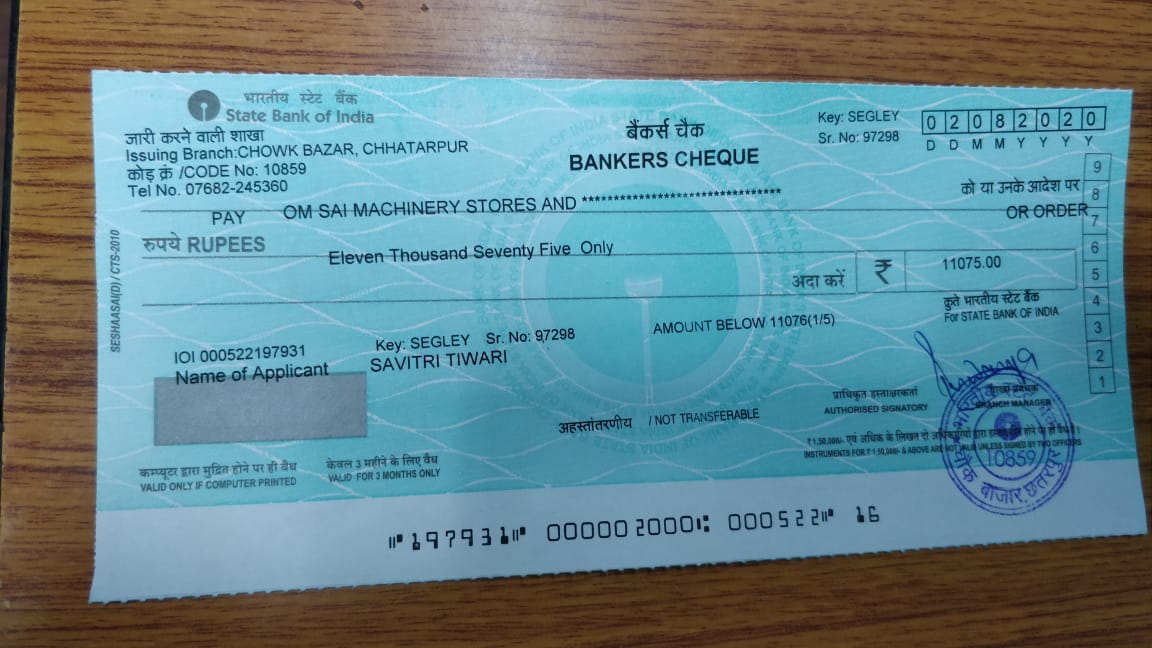 भारतीय स्टेट बैंक
State Bank of India
जारी करने वाली शाखा
Issuing Branch:CHOWK BAZAR, CHHATARPUR
कोड़ क्रं /CODE No: 10859
Tel No. 07682-245360
बैंकर्स चैक
BANKERS CHEQUE
Key: SEGLEY
Sr. No: 97298
0 2 0 8 2 0 2 0
D D M M Y Y Y Y
PAY OM SAI MACHINERY STORES AND *******************************
को या उनके आदेश पर
OR ORDER
रुपये RUPEES Eleven Thousand Seventy Five Only
अदा करें ₹ 11075.00
9
8
7
6
5
4
3
2
1
कृते भारतीय स्टेट बैंक
For STATE BANK OF INDIA
IOI 000522197931
Key: SEGLEY Sr. No: 97298
AMOUNT BELOW 11076(1/5)
Name of Applicant SAVITRI TIWARI
प्राधिकृत हस्ताक्षरकर्ता
AUTHORISED SIGNATORY
शाखा प्रबंधक
BRANCH MANAGER
अहस्तांतरणीय / NOT TRANSFERABLE
₹ 1,50,000/- एवं अधिक के लिखत दो अधिकारियों द्वारा होने पर ही वैध है।
INSTRUMENTS FOR ₹ 1,50,000/- & ABOVE ARE NOT VALID UNLESS SIGNED BY TWO OFFICERS
10859
बाजार, छतरपुर
कम्प्यूटर द्वारा मुद्रित होने पर ही वैध
VALID ONLY IF COMPUTER PRINTED
केवल 3 महीने के लिए वैध
VALID FOR 3 MONTHS ONLY
SESHAASAI(D) / CTS-2010
⑈197931⑈ 000002000⑆ 000522⑈ 16